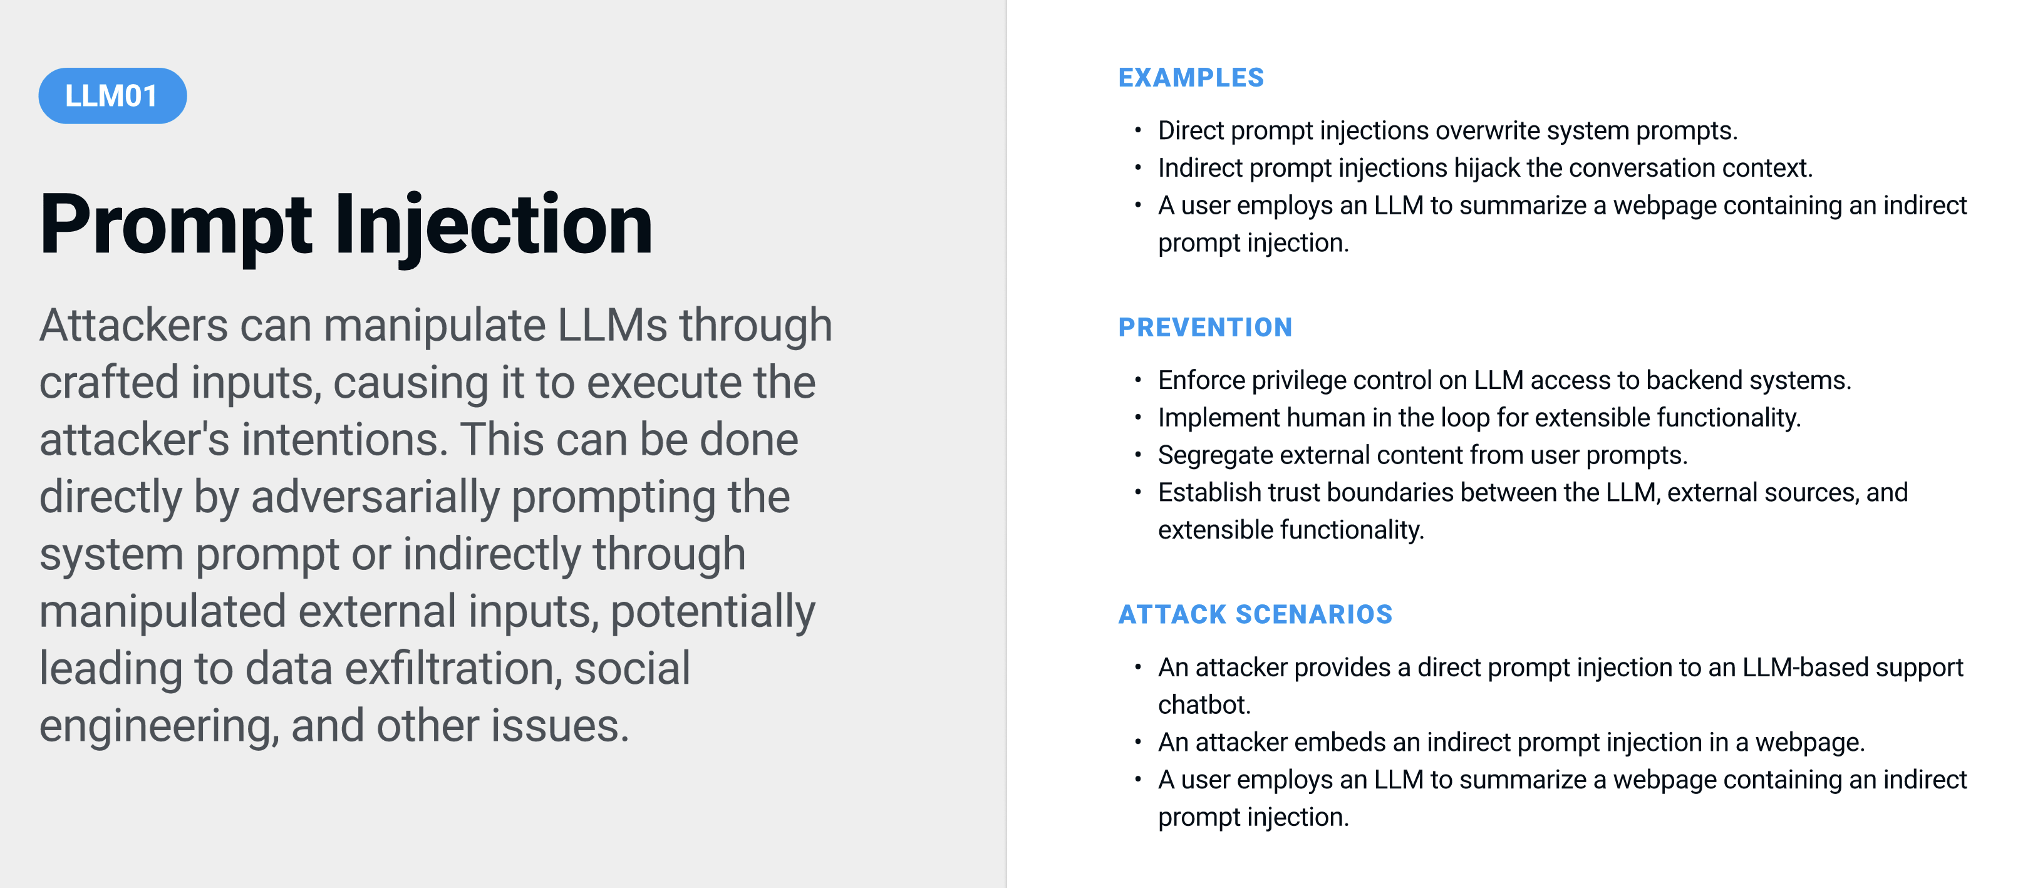 LLM01
Prompt Injection
Attackers can manipulate LLMs through
crafted inputs, causing it to execute the
attacker's intentions. This can be done
directly by adversarially prompting the
system prompt or indirectly through
manipulated external inputs, potentially
leading to data exfiltration, social
engineering, and other issues.
EXAMPLES
• Direct prompt injections overwrite system prompts.
• Indirect prompt injections hijack the conversation context.
• A user employs an LLM to summarize a webpage containing an indirect
prompt injection.
PREVENTION
• Enforce privilege control on LLM access to backend systems.
• Implement human in the loop for extensible functionality.
• Segregate external content from user prompts.
• Establish trust boundaries between the LLM, external sources, and
extensible functionality.
ATTACK SCENARIOS
• An attacker provides a direct prompt injection to an LLM-based support
chatbot.
• An attacker embeds an indirect prompt injection in a webpage.
• A user employs an LLM to summarize a webpage containing an indirect
prompt injection.